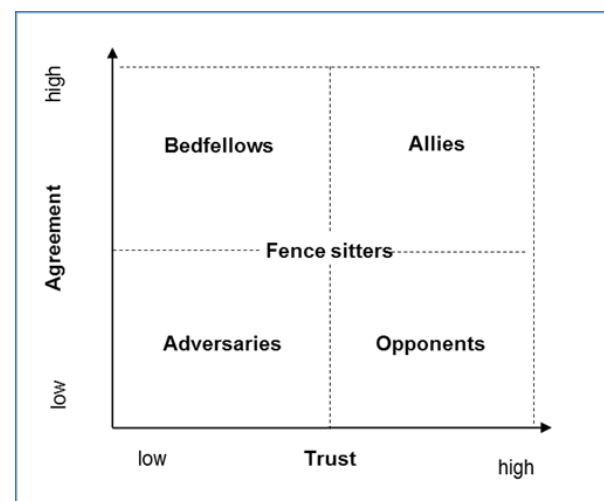 high
Bedfellows
Allies
Agreement
Fence sitters
Adversaries
Opponents
low
low
Trust
high